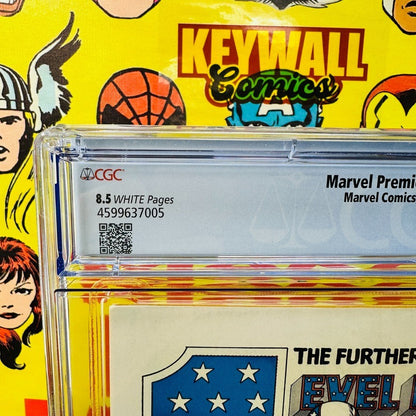 KEYWALL
Comics
CGC
Marvel Premi
8.5 WHITE Pages
Marvel Comics
4599637005
THE FURTHER
EVEL